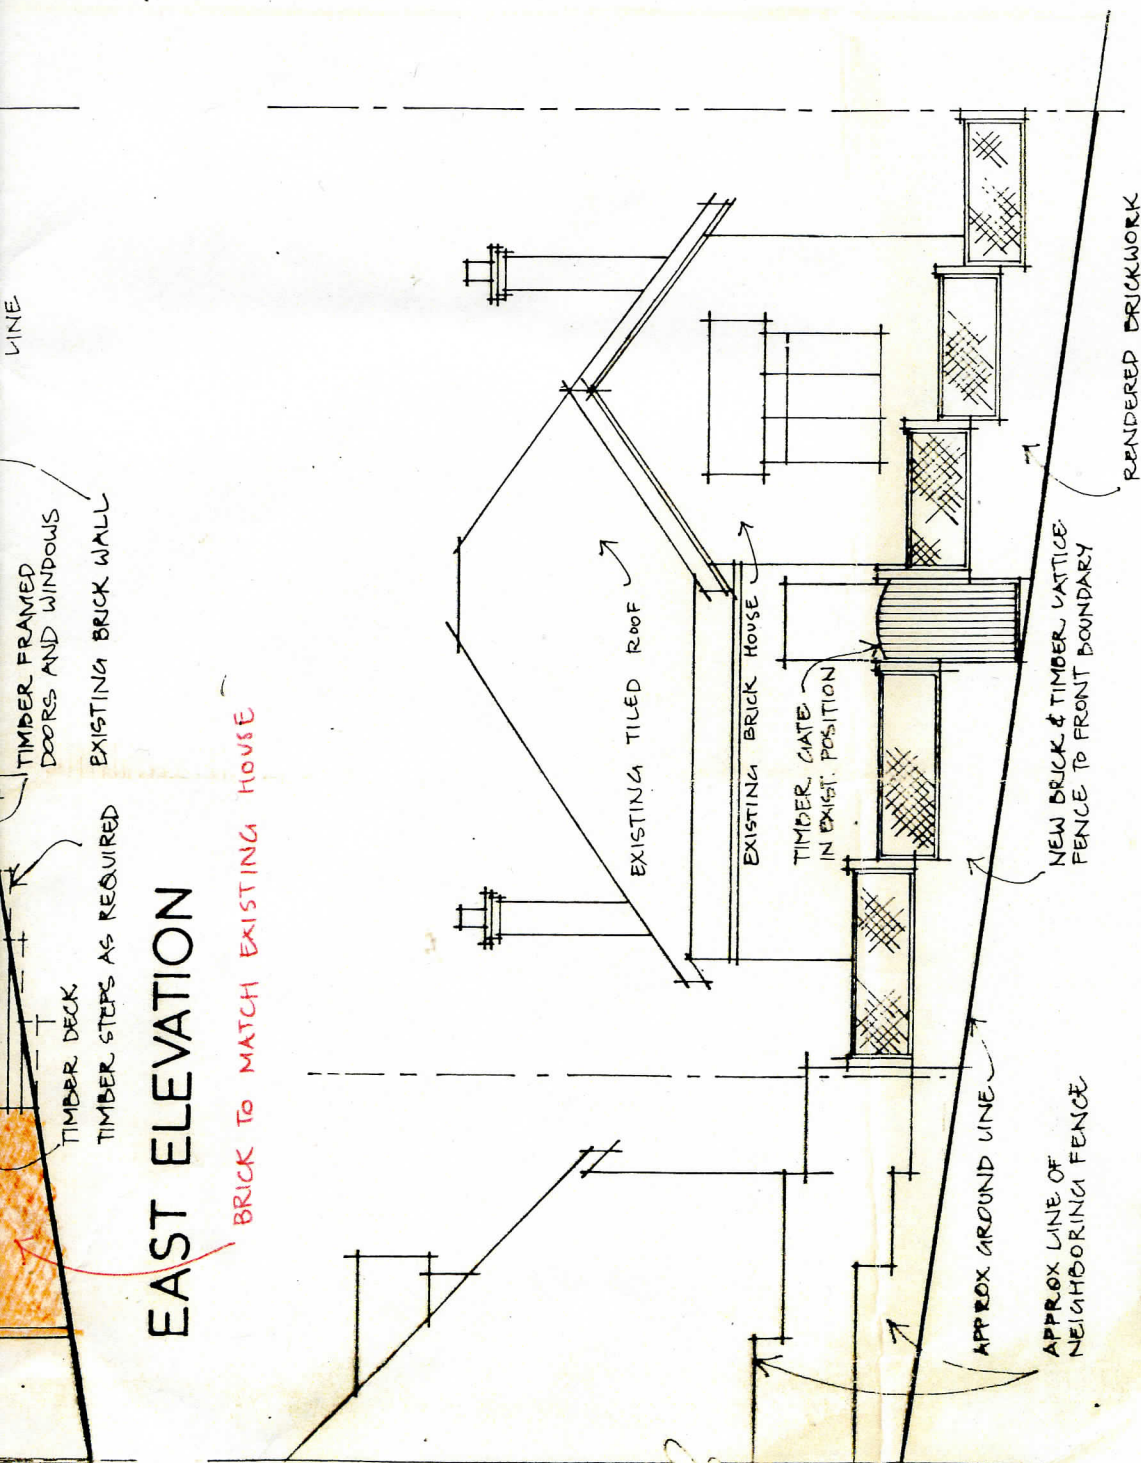 LINE
TIMBER FRAMED
DOORS AND WINDOWS
EXISTING BRICK WALL
TIMBER DECK
TIMBER STEPS AS REQUIRED
EAST ELEVATION
BRICK TO MATCH EXISTING HOUSE
EXISTING TILED ROOF
EXISTING BRICK HOUSE
TIMBER GATE
IN EXIST. POSITION
APPROX GROUND LINE
APPROX LINE OF
NEIGHBORING FENCE
NEW BRICK & TIMBER LATTICE
FENCE TO FRONT BOUNDARY
RENDERED BRICKWORK